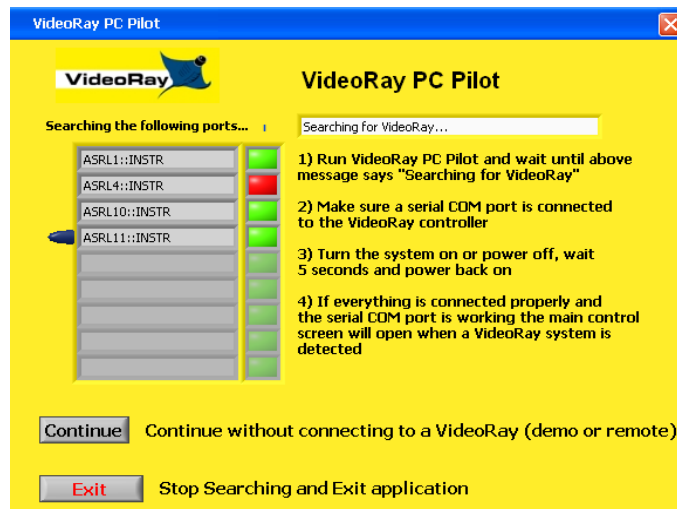 VideoRay PC Pilot
VideoRay
VideoRay PC Pilot
Searching the following ports...
Searching for VideoRay...
ASRL1::INSTR
ASRL4::INSTR
ASRL10::INSTR
ASRL11::INSTR
1) Run VideoRay PC Pilot and wait until above
message says "Searching for VideoRay"
2) Make sure a serial COM port is connected
to the VideoRay controller
3) Turn the system on or power off, wait
5 seconds and power back on
4) If everything is connected properly and
the serial COM port is working the main control
screen will open when a VideoRay system is
detected
Continue Continue without connecting to a VideoRay (demo or remote)
Exit Stop Searching and Exit application